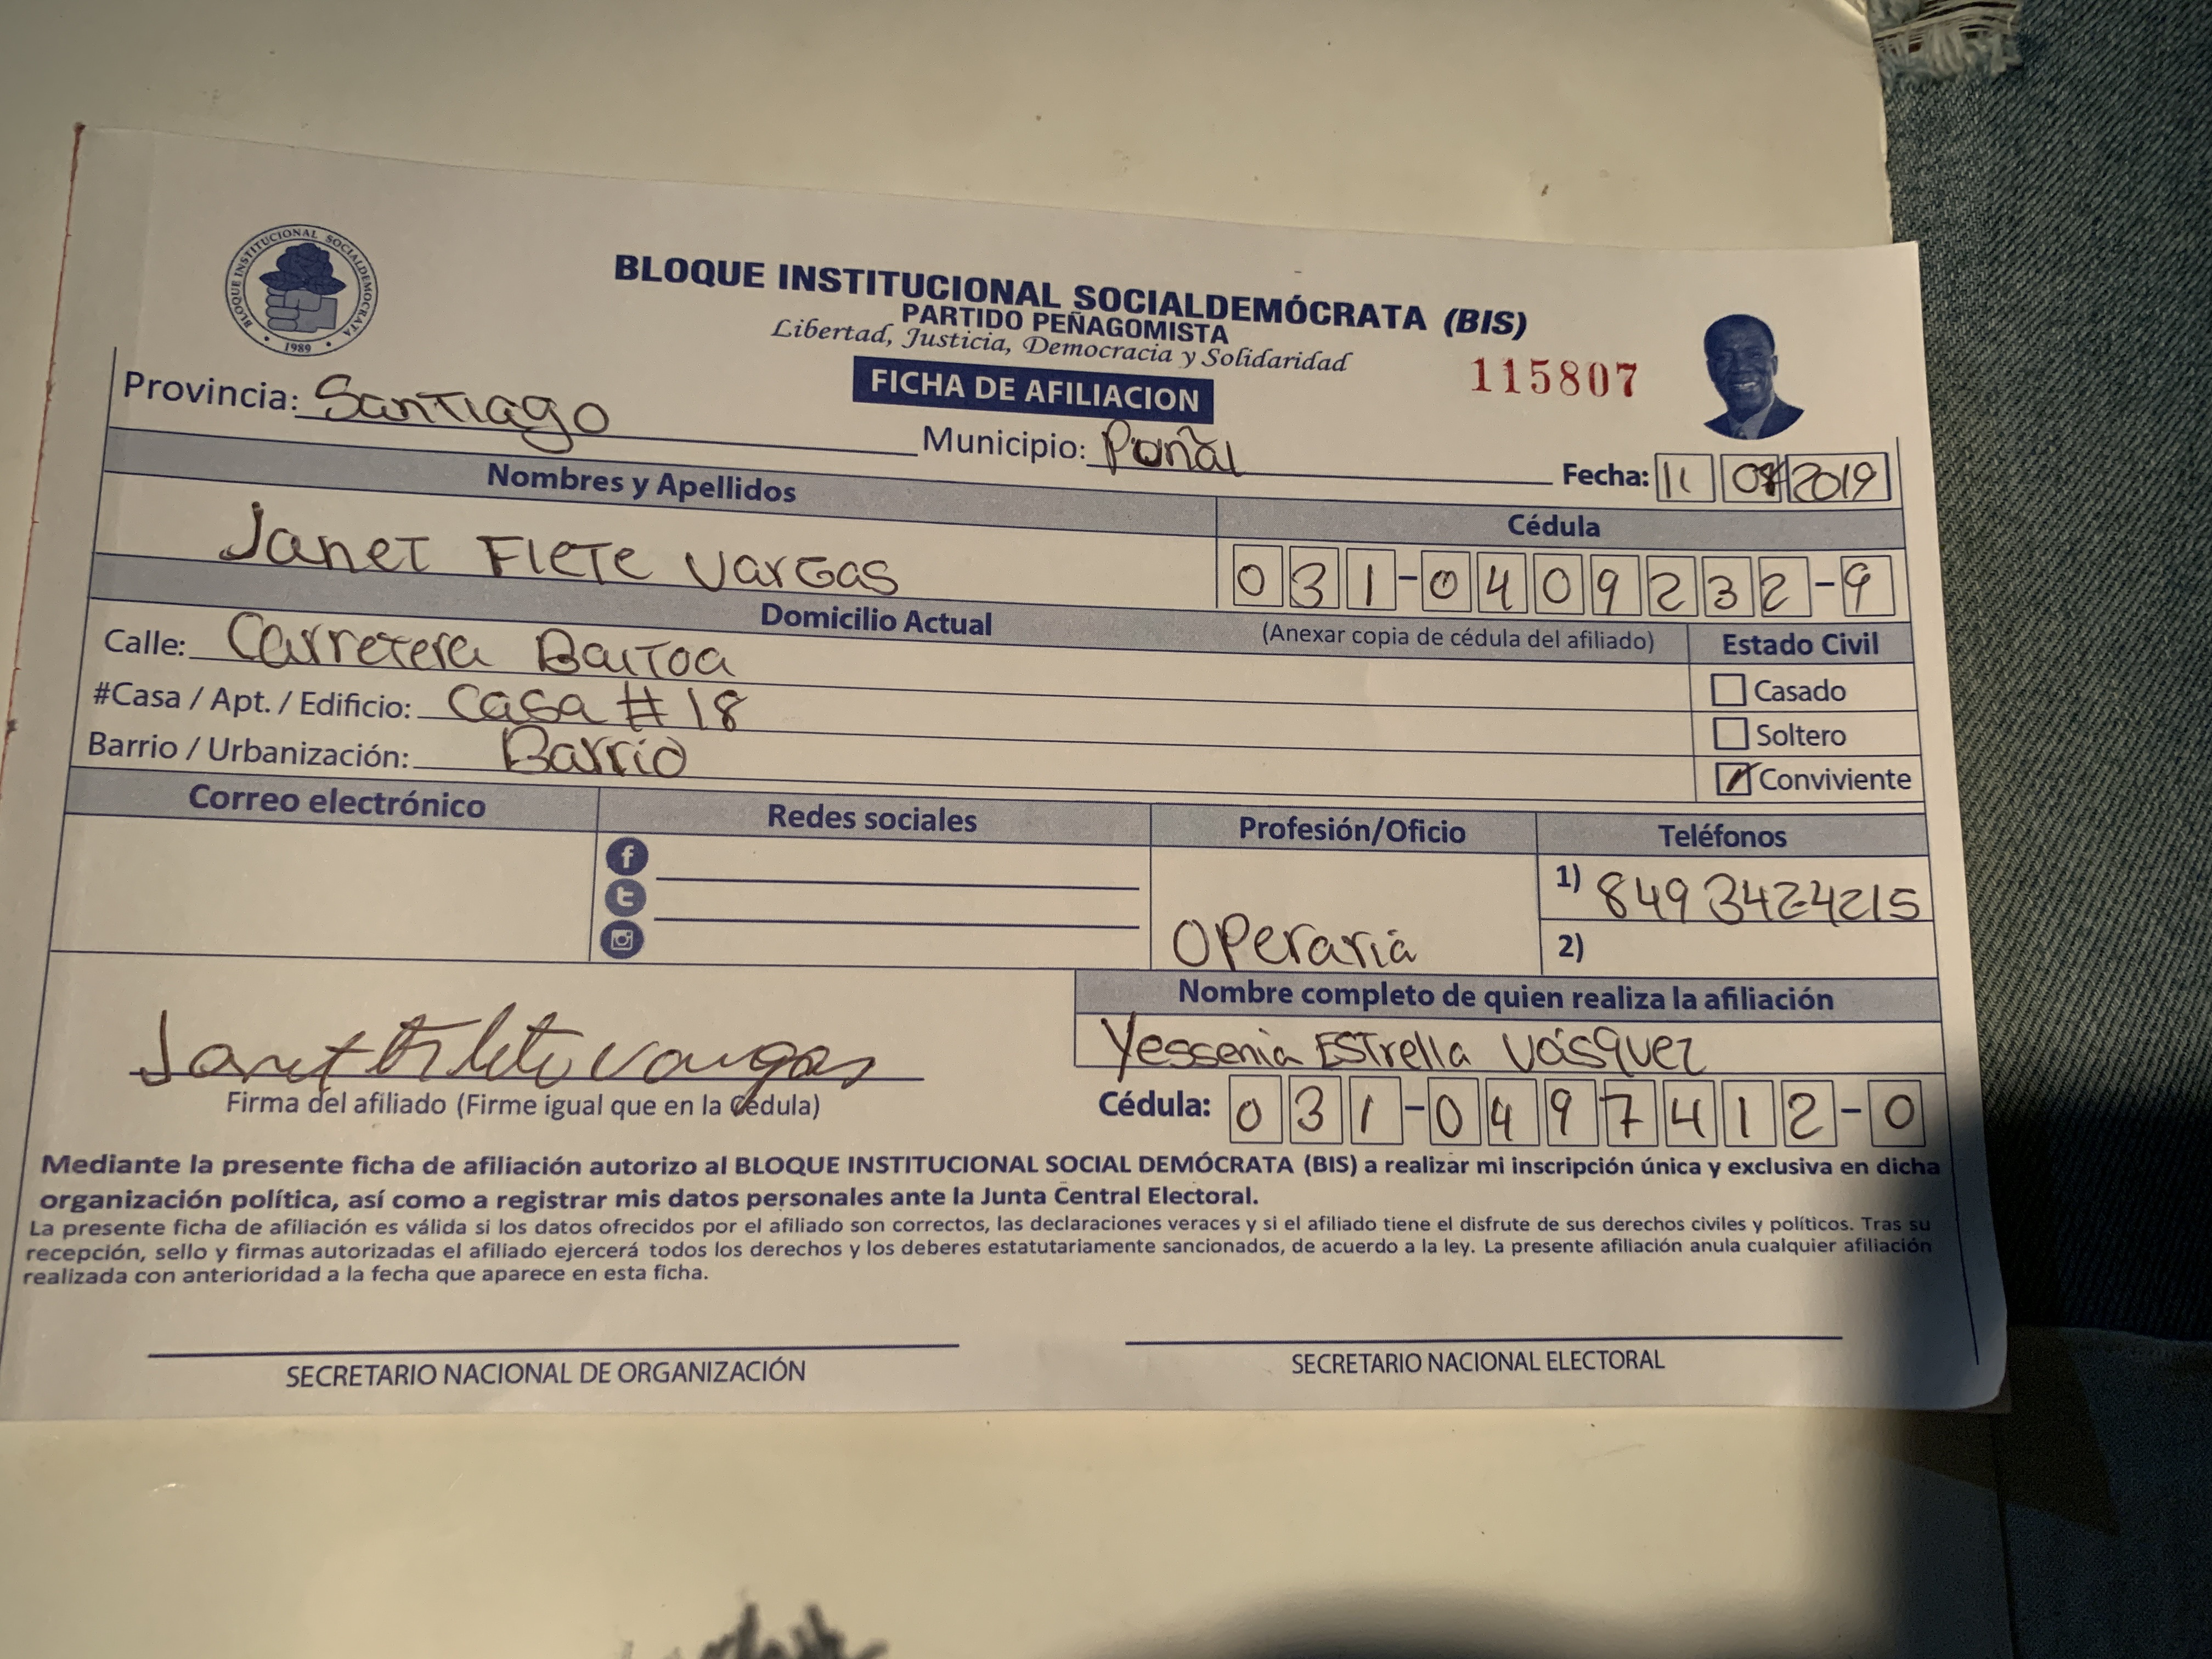 BLOQUE INSTITUCIONAL SOCIALDEMOCRATA
1989
BLOQUE INSTITUCIONAL SOCIALDEMÓCRATA (BIS)
PARTIDO PEÑAGOMISTA
Libertad, Justicia, Democracia y Solidaridad
FICHA DE AFILIACION
115807
Provincia: Santiago Municipio: Puñal Fecha: 11 2019
Nombres y Apellidos Cédula
Janet Flete Vargas 031-0409232-9
Domicilio Actual (Anexar copia de cédula del afiliado) Estado Civil
Calle: Carretera Baitoa Casado
#Casa / Apt. / Edificio: Casa #18 Soltero
Barrio / Urbanización: Barrio Conviviente
Correo electrónico Redes sociales Profesión/Oficio Teléfonos
Operaria 1) 849 342-4215
2)
Nombre completo de quien realiza la afiliación
Yessenia Estrella Vásquez
Janet Flete Vargas
Firma del afiliado (Firme igual que en la Cédula) Cédula: 031-0497412-0
Mediante la presente ficha de afiliación autorizo al BLOQUE INSTITUCIONAL SOCIAL DEMÓCRATA (BIS) a realizar mi inscripción única y exclusiva en dicha
organización política, así como a registrar mis datos personales ante la Junta Central Electoral.
La presente ficha de afiliación es válida si los datos ofrecidos por el afiliado son correctos, las declaraciones veraces y si el afiliado tiene el disfrute de sus derechos civiles y políticos. Tras su
recepción, sello y firmas autorizadas el afiliado ejercerá todos los derechos y los deberes estatutariamente sancionados, de acuerdo a la ley. La presente afiliación anula cualquier afiliación
realizada con anterioridad a la fecha que aparece en esta ficha.
SECRETARIO NACIONAL DE ORGANIZACIÓN SECRETARIO NACIONAL ELECTORAL